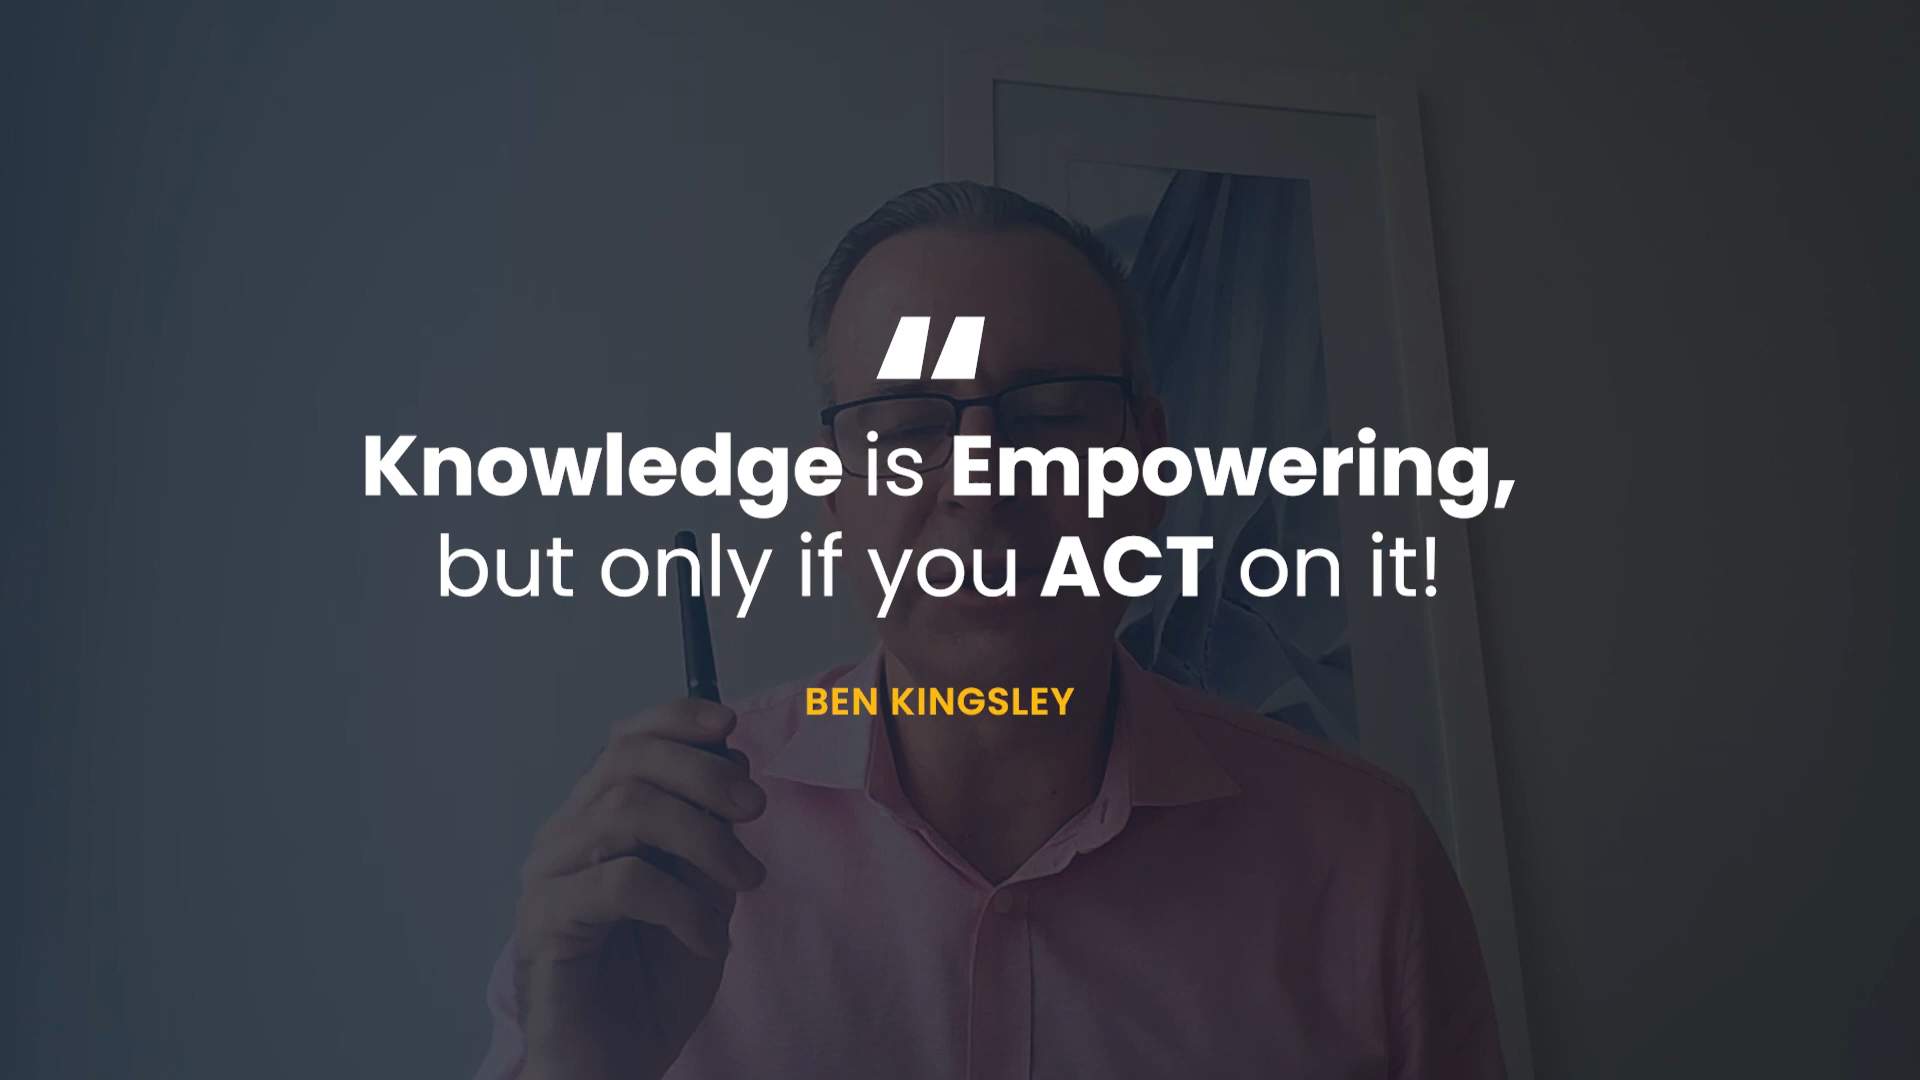 “
Knowledge is Empowering,
but only if you ACT on it!
BEN KINGSLEY